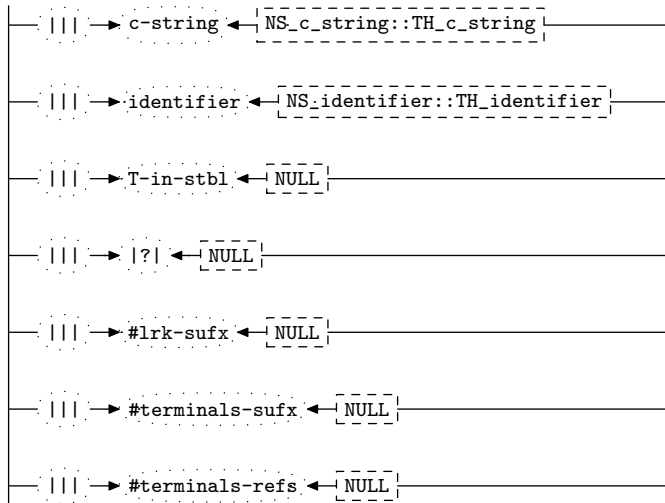 ||| c-string NS_c_string::TH_c_string
||| identifier NS_identifier::TH_identifier
||| T-in-stbl NULL
||| |?| NULL
||| #lrk-sufx NULL
||| #terminals-sufx NULL
||| #terminals-refs NULL